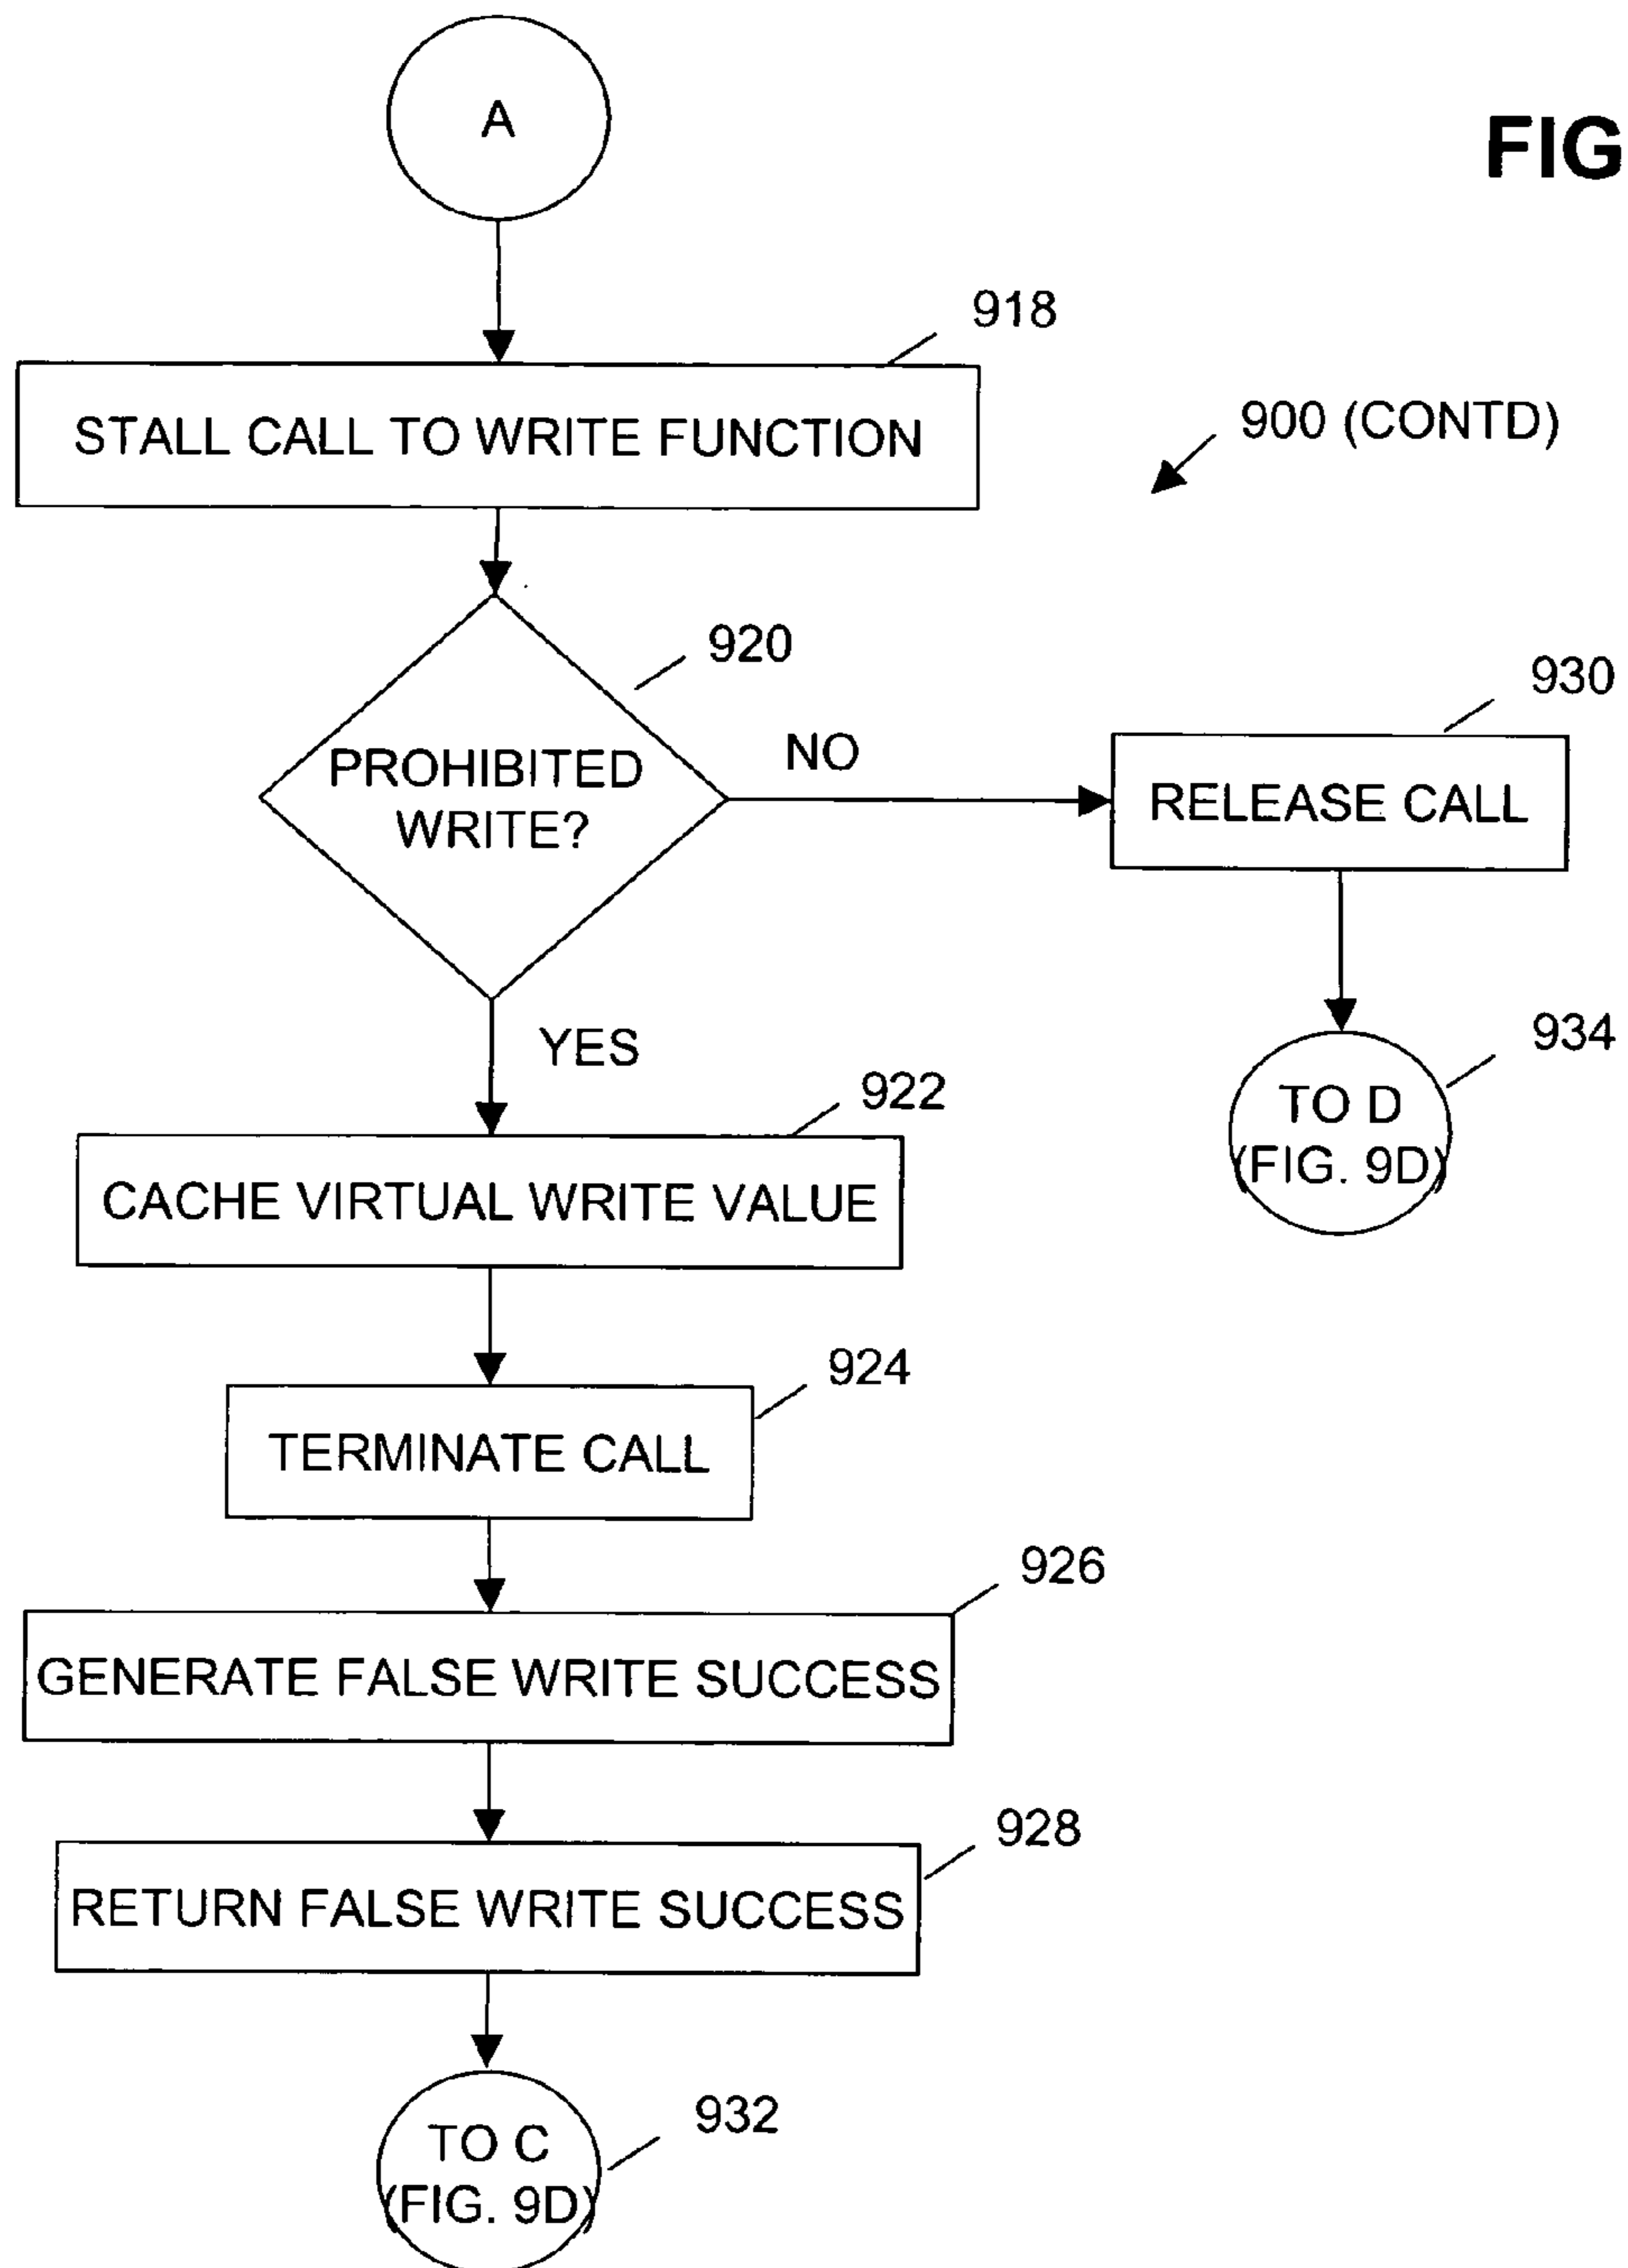 A
FIG
918
STALL CALL TO WRITE FUNCTION
900 (CONTD)
920
PROHIBITED
WRITE?
NO
930
RELEASE CALL
YES
934
TO D
(FIG. 9D)
922
CACHE VIRTUAL WRITE VALUE
924
TERMINATE CALL
926
GENERATE FALSE WRITE SUCCESS
928
RETURN FALSE WRITE SUCCESS
932
TO C
(FIG. 9D)